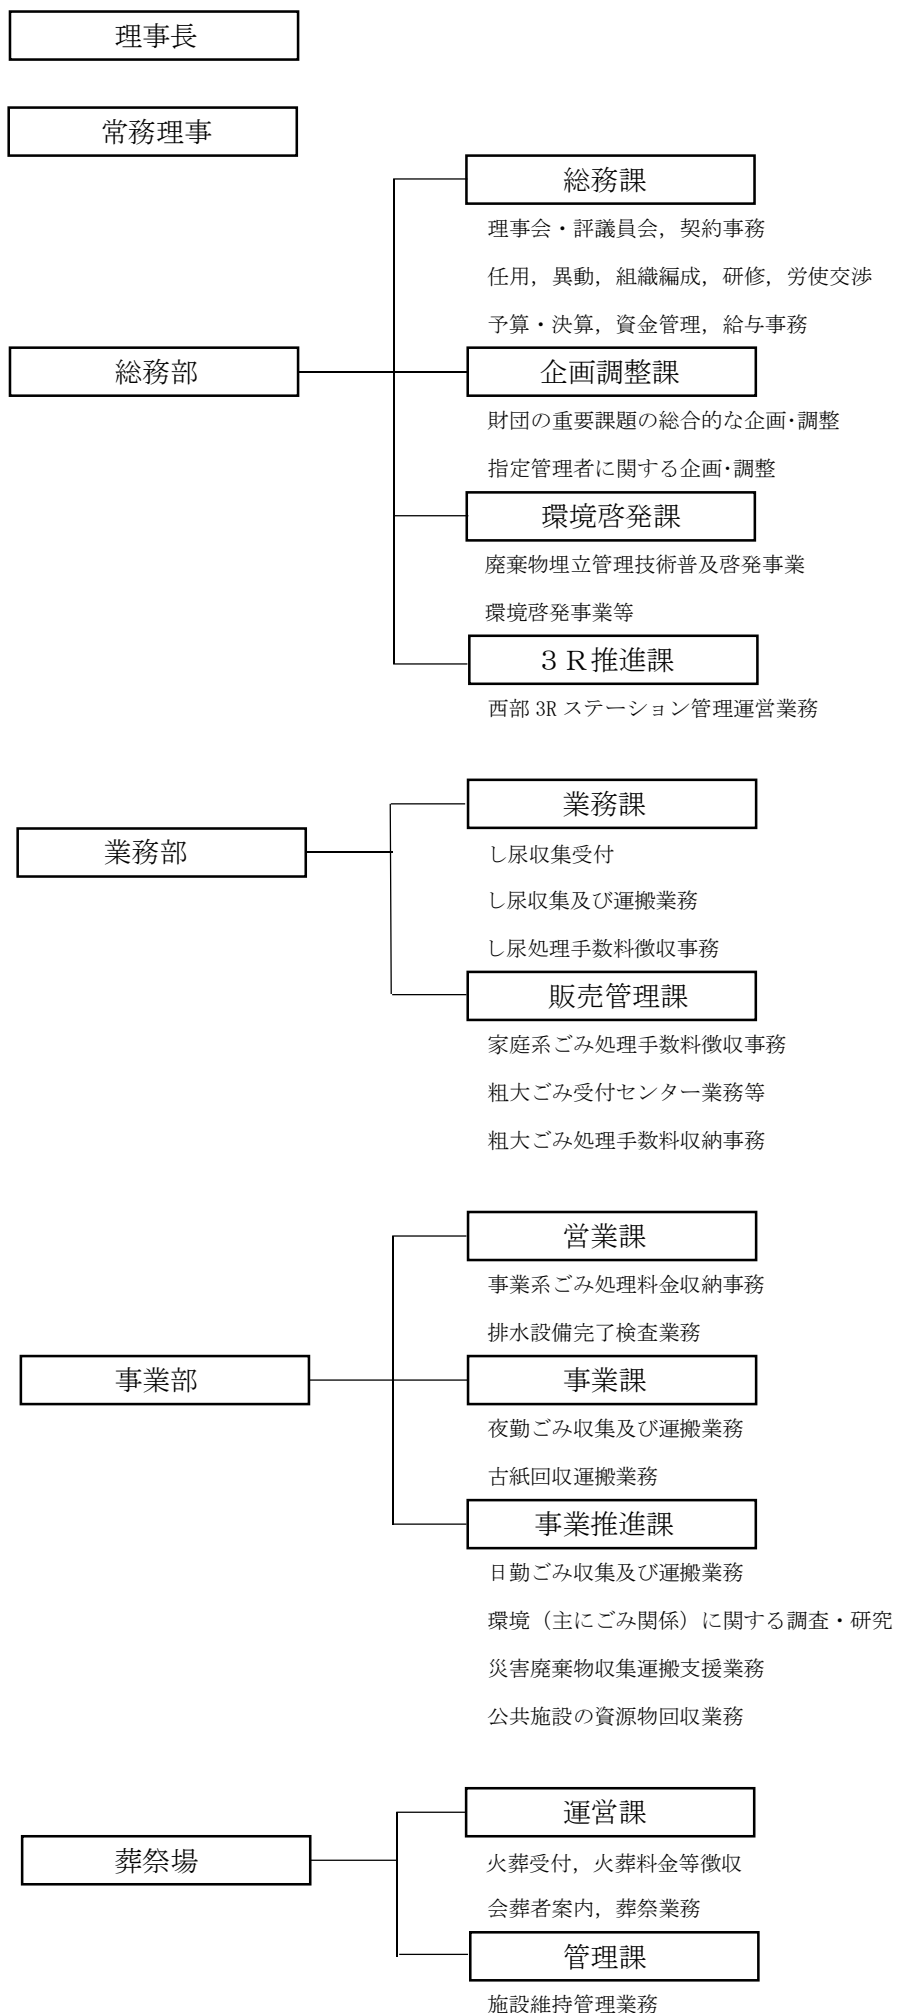 理事長
常務理事
総務課
理事会・評議員会，契約事務
任用，異動，組織編成，研修，労使交渉
予算・決算，資金管理，給与事務
総務部
企画調整課
財団の重要課題の総合的な企画･調整
指定管理者に関する企画･調整
環境啓発課
廃棄物埋立管理技術普及啓発事業
環境啓発事業等
３Ｒ推進課
西部 3R ステーション管理運営業務
業務課
業務部
し尿収集受付
し尿収集及び運搬業務
し尿処理手数料徴収事務
販売管理課
家庭系ごみ処理手数料徴収事務
粗大ごみ受付センター業務等
粗大ごみ処理手数料収納事務
営業課
事業系ごみ処理料金収納事務
排水設備完了検査業務
事業部
事業課
夜勤ごみ収集及び運搬業務
古紙回収運搬業務
事業推進課
日勤ごみ収集及び運搬業務
環境（主にごみ関係）に関する調査・研究
災害廃棄物収集運搬支援業務
公共施設の資源物回収業務
運営課
葬祭場
火葬受付，火葬料金等徴収
会葬者案内，葬祭業務
管理課
施設維持管理業務